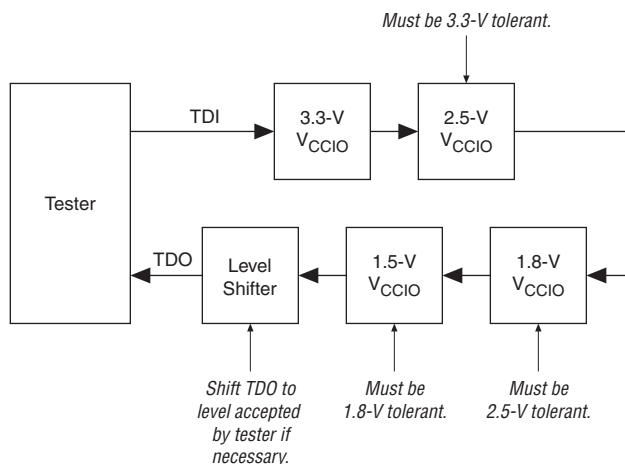 Must be 3.3-V tolerant.
Tester
TDI
3.3-V
VCCIO
2.5-V
VCCIO
TDO
Level
Shifter
1.5-V
VCCIO
1.8-V
VCCIO
Shift TDO to
level accepted
by tester if
necessary.
Must be
1.8-V tolerant.
Must be
2.5-V tolerant.